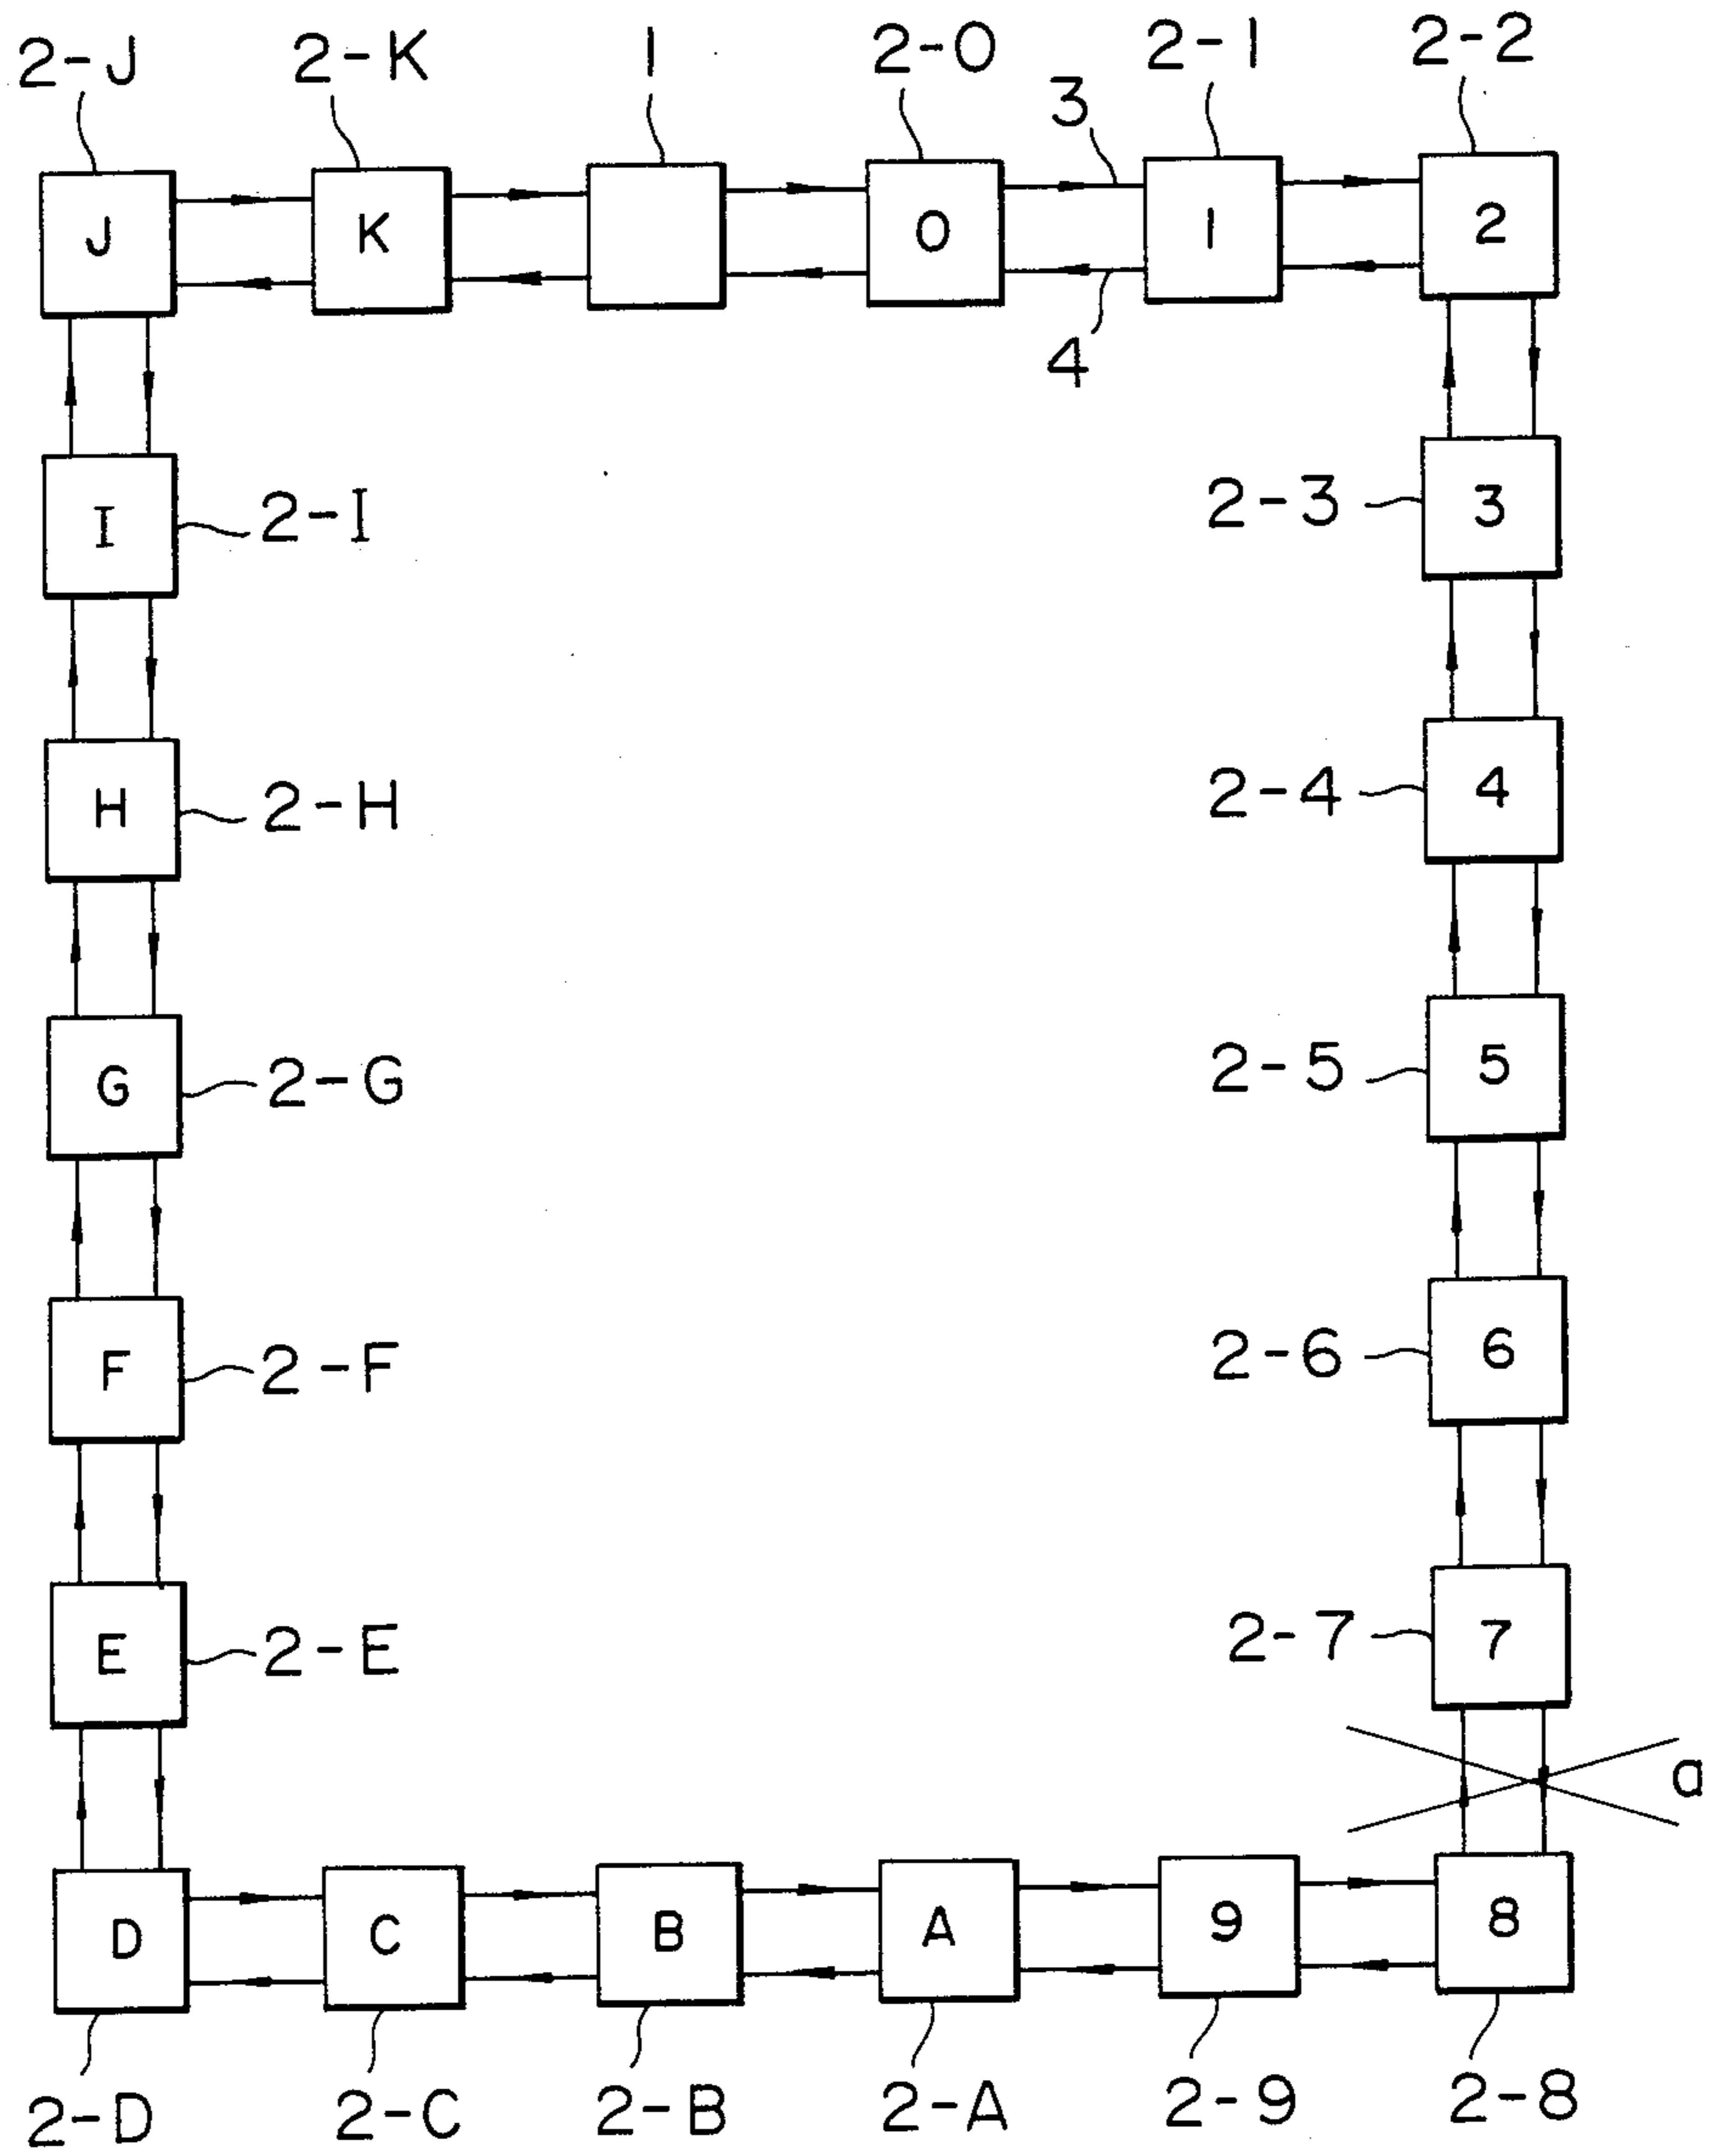 2-J 2-K 1 2-0 2-1 2-2
3
J K 0 1 2
4
I 2-I 2-3 3
H 2-H 2-4 4
G 2-G 2-5 5
F 2-F 2-6 6
E 2-E 2-7 7
a
D C B A 9 8
2-D 2-C 2-B 2-A 2-9 2-8